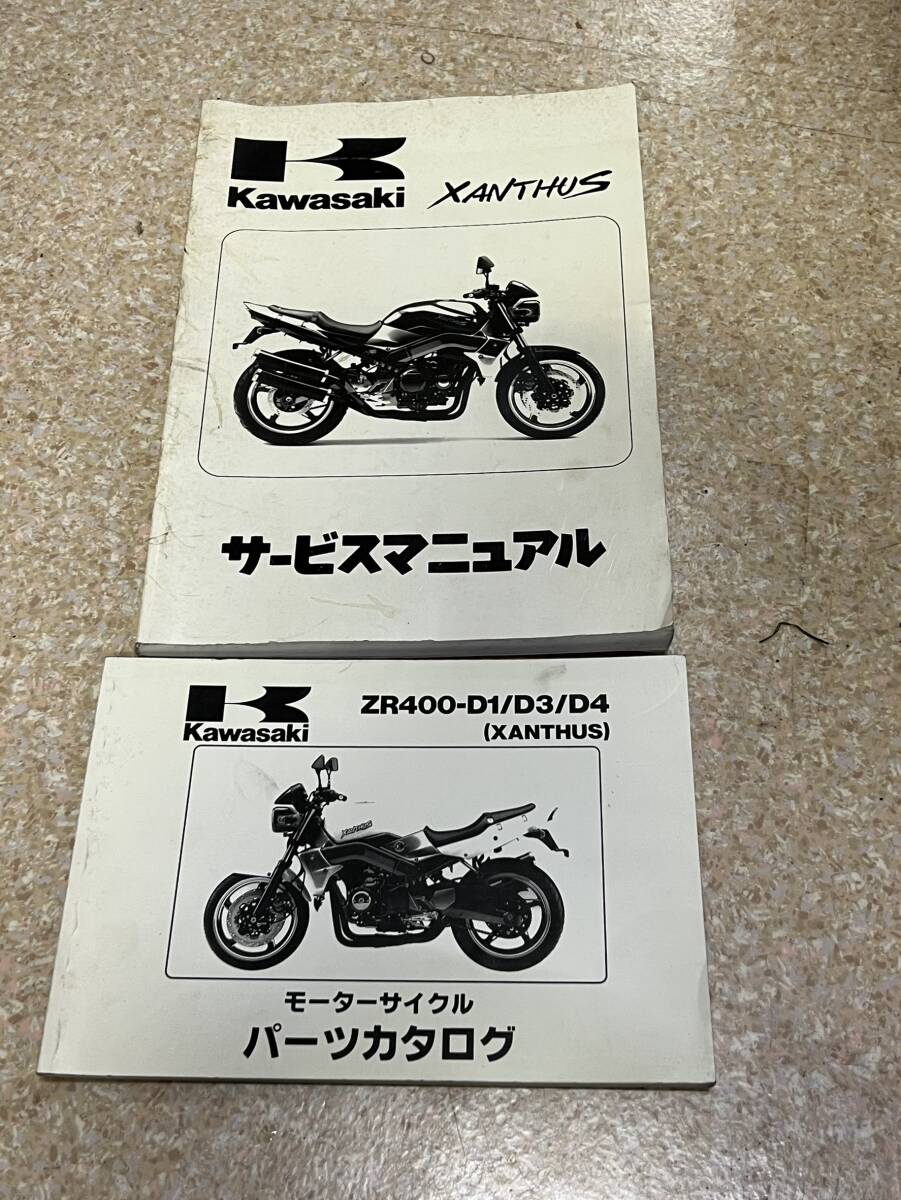 Kawasaki XANTHUS
サービスマニュアル
Kawasaki
ZR400-D1/D3/D4
(XANTHUS)
XANTHUS
モーターサイクル
パーツカタログ